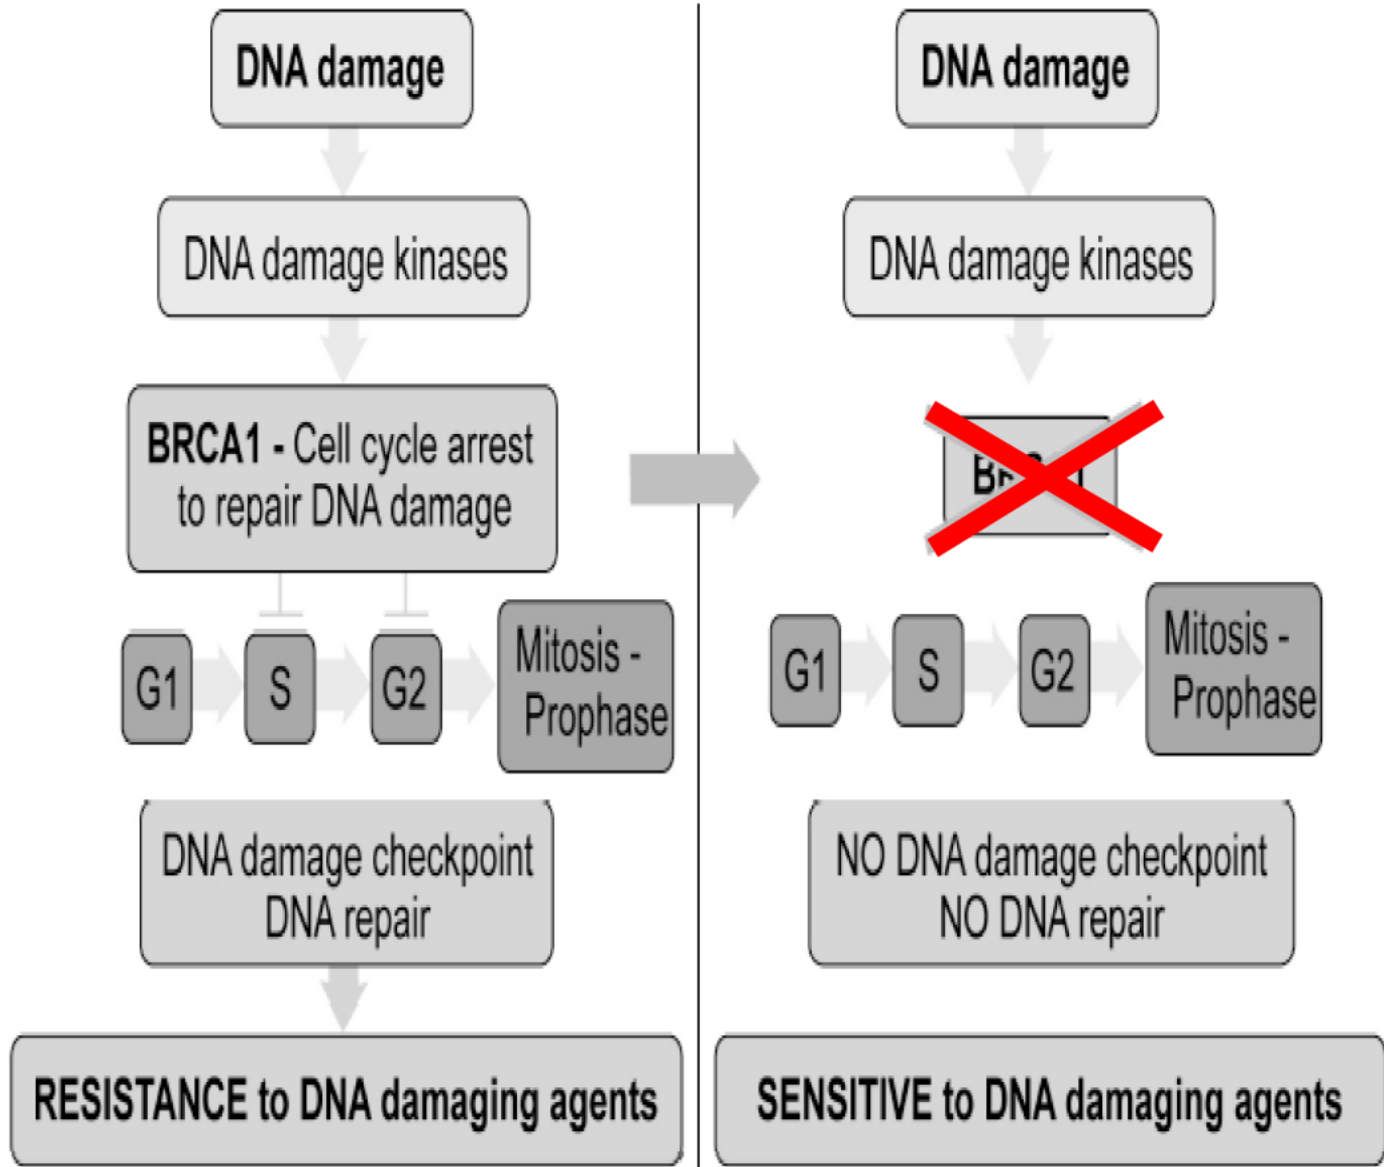 DNA damage
DNA damage kinases
BRCA1 - Cell cycle arrest
to repair DNA damage
G1
S
G2
Mitosis -
Prophase
DNA damage checkpoint
DNA repair
RESISTANCE to DNA damaging agents
DNA damage
DNA damage kinases
G1
S
G2
Mitosis -
Prophase
NO DNA damage checkpoint
NO DNA repair
SENSITIVE to DNA damaging agents